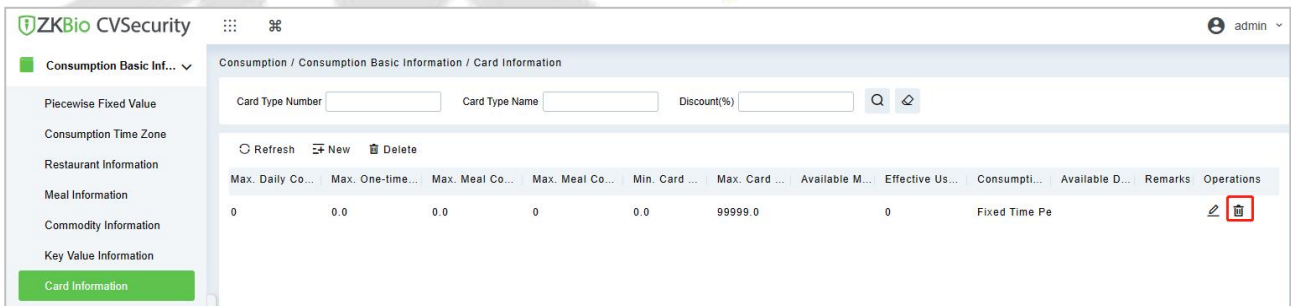 ZKBio CVSecurity
admin
Consumption Basic Inf...
Consumption / Consumption Basic Information / Card Information
Piecewise Fixed Value
Consumption Time Zone
Restaurant Information
Meal Information
Commodity Information
Key Value Information
Card Information
Card Type Number Card Type Name Discount(%)
Refresh New Delete
Max. Daily Co... Max. One-time... Max. Meal Co... Max. Meal Co... Min. Card ... Max. Card ... Available M... Effective Us... Consumpti... Available D... Remarks Operations
0 0.0 0.0 0 0.0 99999.0 0 Fixed Time Pe